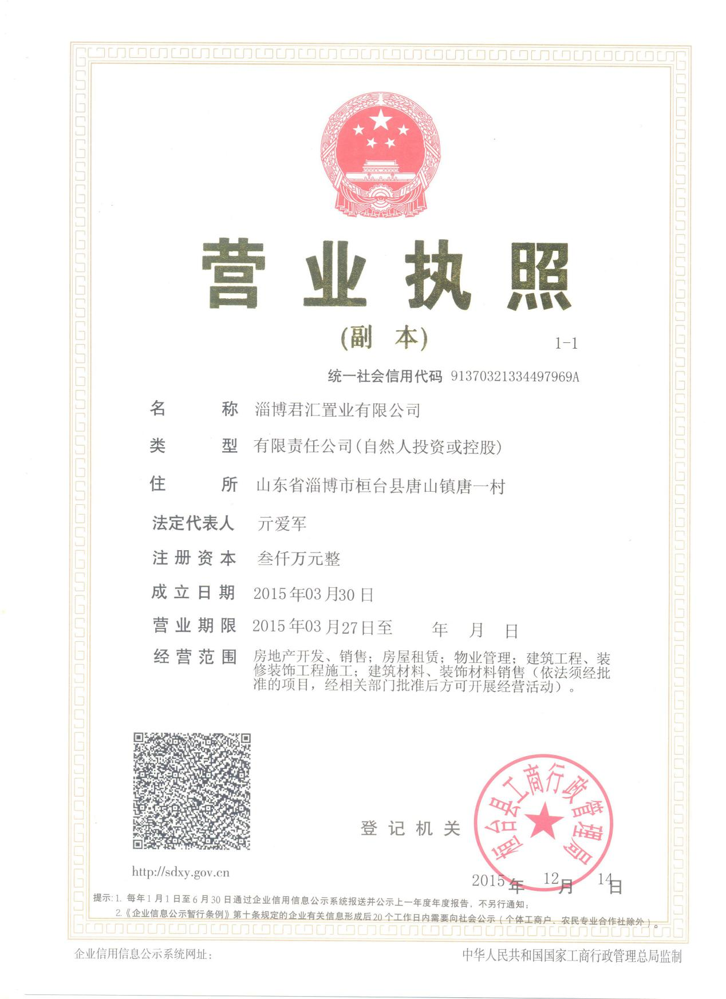 营业执照
(副 本)
1-1
统一社会信用代码 91370321334497969A
名 称 淄博君汇置业有限公司
类 型 有限责任公司(自然人投资或控股)
住 所 山东省淄博市桓台县唐山镇唐一村
法定代表人 亓爱军
注册资本 叁仟万元整
成立日期 2015年03月30日
营业期限 2015年03月27日至 年 月 日
经营范围 房地产开发、销售；房屋租赁；物业管理；建筑工程、装
修装饰工程施工；建筑材料、装饰材料销售（依法须经批
准的项目，经相关部门批准后方可开展经营活动）。
桓台县工商行政管理局
登记机关
http://sdxy.gov.cn
2015年 12月 14日
提示：1. 每年1月1日至6月30日通过企业信用信息公示系统报送并公示上一年度年度报告，不另行通知；
2.《企业信息公示暂行条例》第十条规定的企业有关信息形成后20个工作日内需要向社会公示（个体工商户、农民专业合作社除外）。
企业信用信息公示系统网址：
中华人民共和国国家工商行政管理总局监制